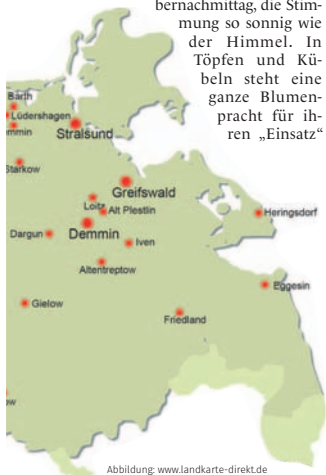 bernachmittag, die Stim-
mung so sonnig wie
der Himmel. In
Töpfen und Kü-
beln steht eine
ganze Blumen-
pracht für ih-
ren „Einsatz“
Barth
Lüdershagen
mmin
Stralsund
Starkow
Greifswald
Loitz
Alt Plestlin
Heringsdorf
Dargun
Demmin
Iven
Altentreptow
Eggesin
Gielow
Friedland
ow
Abbildung: www.landkarte-direkt.de